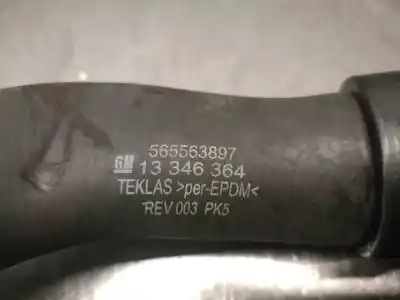 565563897
GM 13 346 364
TEKLAS >per-EPDM<
REV 003 PK5